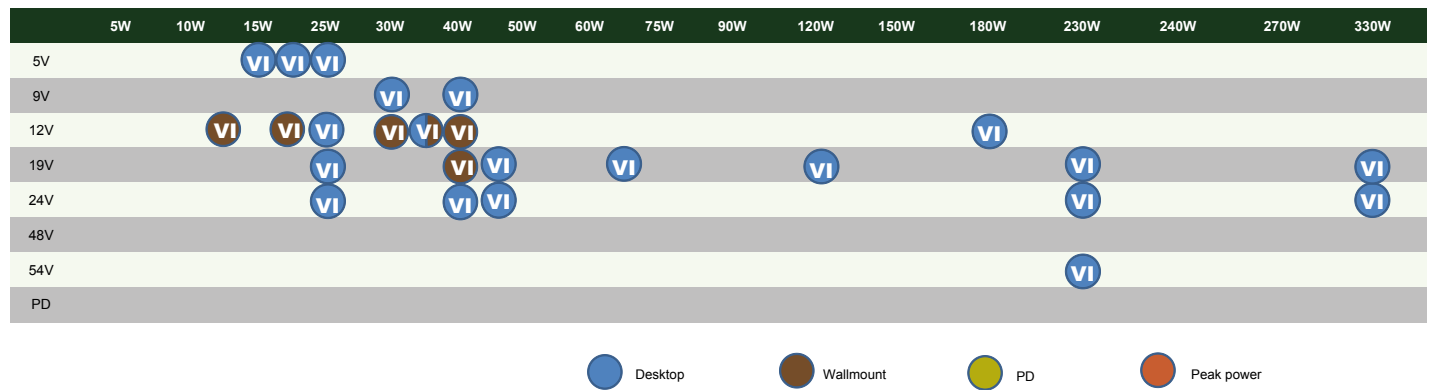 5W 10W 15W 25W 30W 40W 50W 60W 75W 90W 120W 150W 180W 230W 240W 270W 330W
5V VI VI VI
9V VI VI
12V VI VI VI VI VI VI VI
19V VI VI VI VI VI VI VI
24V VI VI VI VI VI
48V
54V VI
PD
Desktop Wallmount PD Peak power